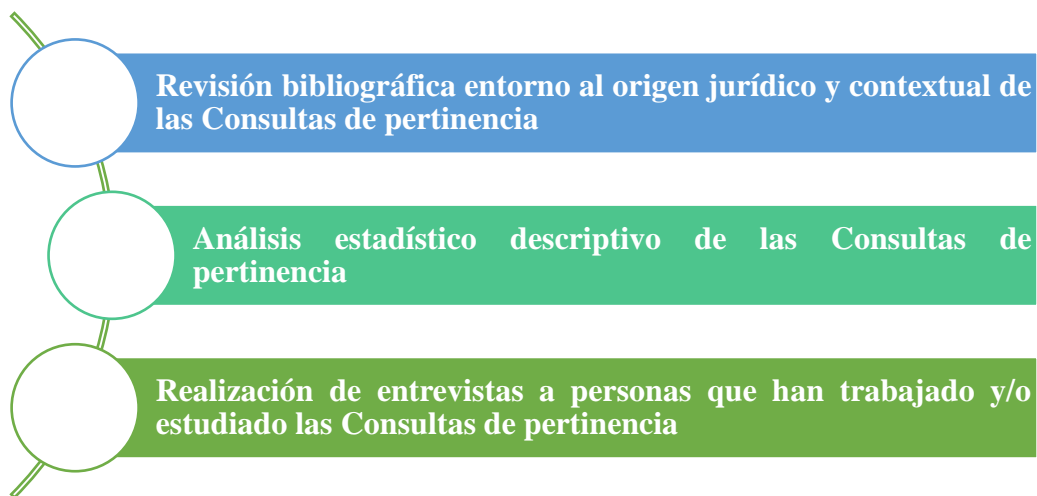 Revisión bibliográfica entorno al origen jurídico y contextual de
las Consultas de pertinencia
Análisis estadístico descriptivo de las Consultas de
pertinencia
Realización de entrevistas a personas que han trabajado y/o
estudiado las Consultas de pertinencia